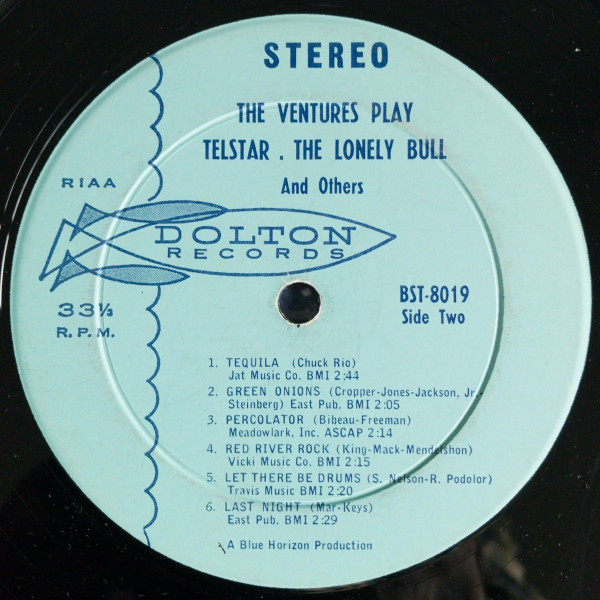 STEREO
THE VENTURES PLAY
TELSTAR . THE LONELY BULL
And Others
RIAA
DOLTON
RECORDS
33⅓
R.P.M.
BST-8019
Side Two
1. TEQUILA (Chuck Rio)
Jat Music Co. BMI 2:44
2. GREEN ONIONS (Cropper-Jones-Jackson, Jr.-
Steinberg) East Pub. BMI 2:05
3. PERCOLATOR (Bibeau-Freeman)
Meadowlark, Inc. ASCAP 2:14
4. RED RIVER ROCK (King-Mack-Mendelshon)
Vicki Music Co. BMI 2:15
5. LET THERE BE DRUMS (S. Nelson-R. Podolor)
Travis Music BMI 2:20
6. LAST NIGHT (Mar-Keys)
East Pub. BMI 2:29
A Blue Horizon Production